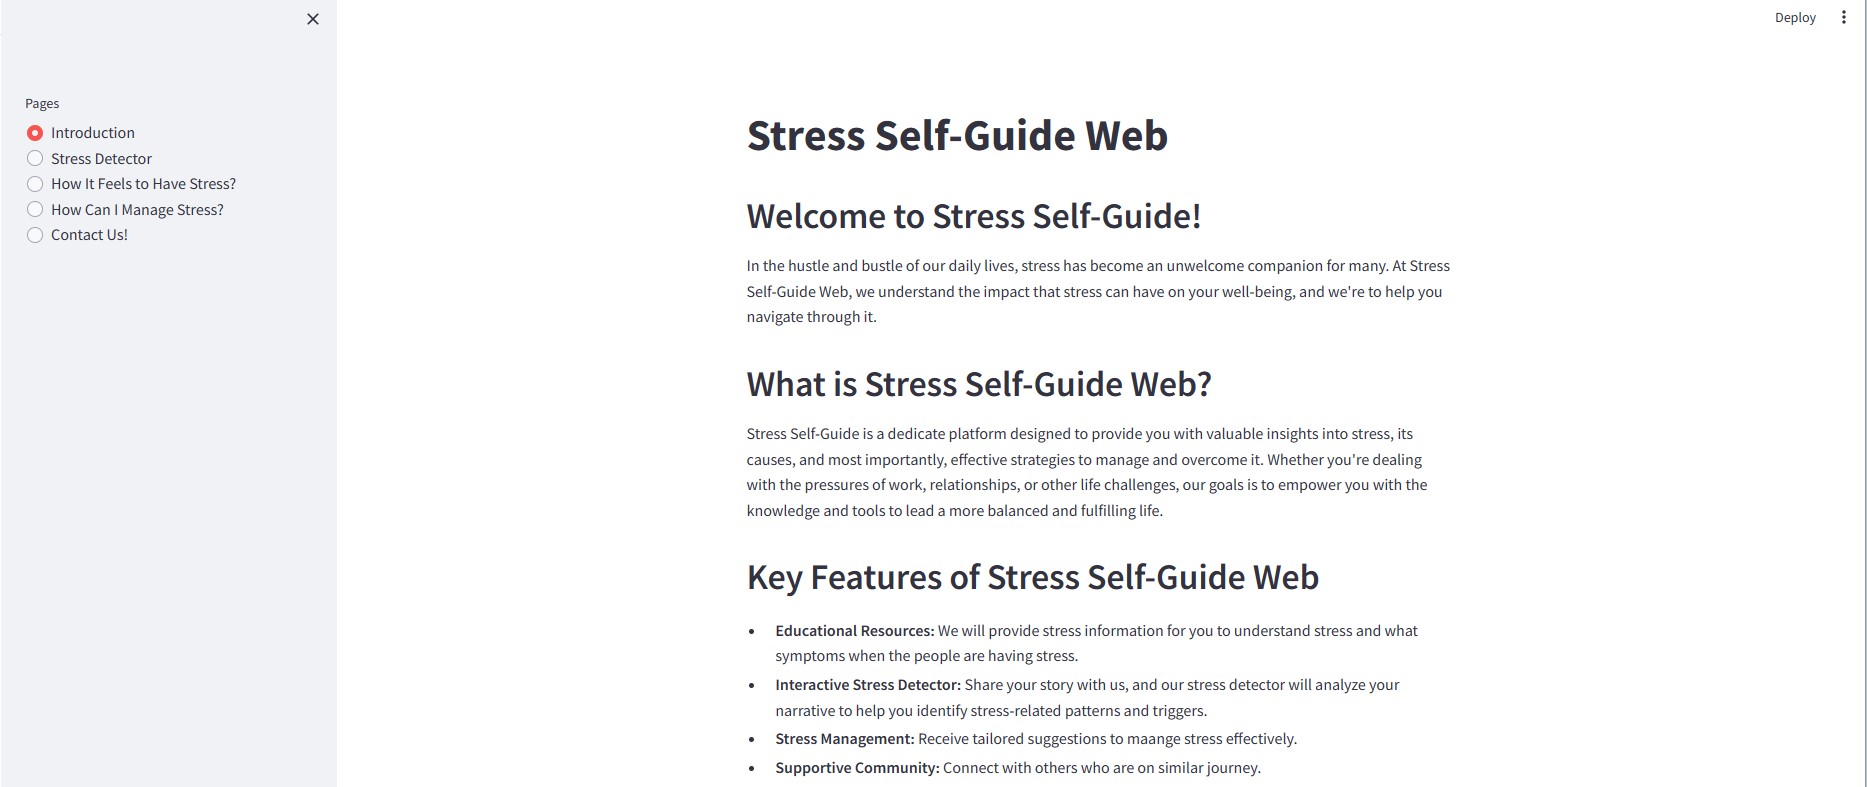 Deploy
Pages
Introduction
Stress Detector
How It Feels to Have Stress?
How Can I Manage Stress?
Contact Us!
Stress Self-Guide Web
Welcome to Stress Self-Guide!
In the hustle and bustle of our daily lives, stress has become an unwelcome companion for many. At Stress
Self-Guide Web, we understand the impact that stress can have on your well-being, and we're to help you
navigate through it.
What is Stress Self-Guide Web?
Stress Self-Guide is a dedicate platform designed to provide you with valuable insights into stress, its
causes, and most importantly, effective strategies to manage and overcome it. Whether you're dealing
with the pressures of work, relationships, or other life challenges, our goals is to empower you with the
knowledge and tools to lead a more balanced and fulfilling life.
Key Features of Stress Self-Guide Web
• Educational Resources: We will provide stress information for you to understand stress and what
symptoms when the people are having stress.
• Interactive Stress Detector: Share your story with us, and our stress detector will analyze your
narrative to help you identify stress-related patterns and triggers.
• Stress Management: Receive tailored suggestions to maange stress effectively.
• Supportive Community: Connect with others who are on similar journey.